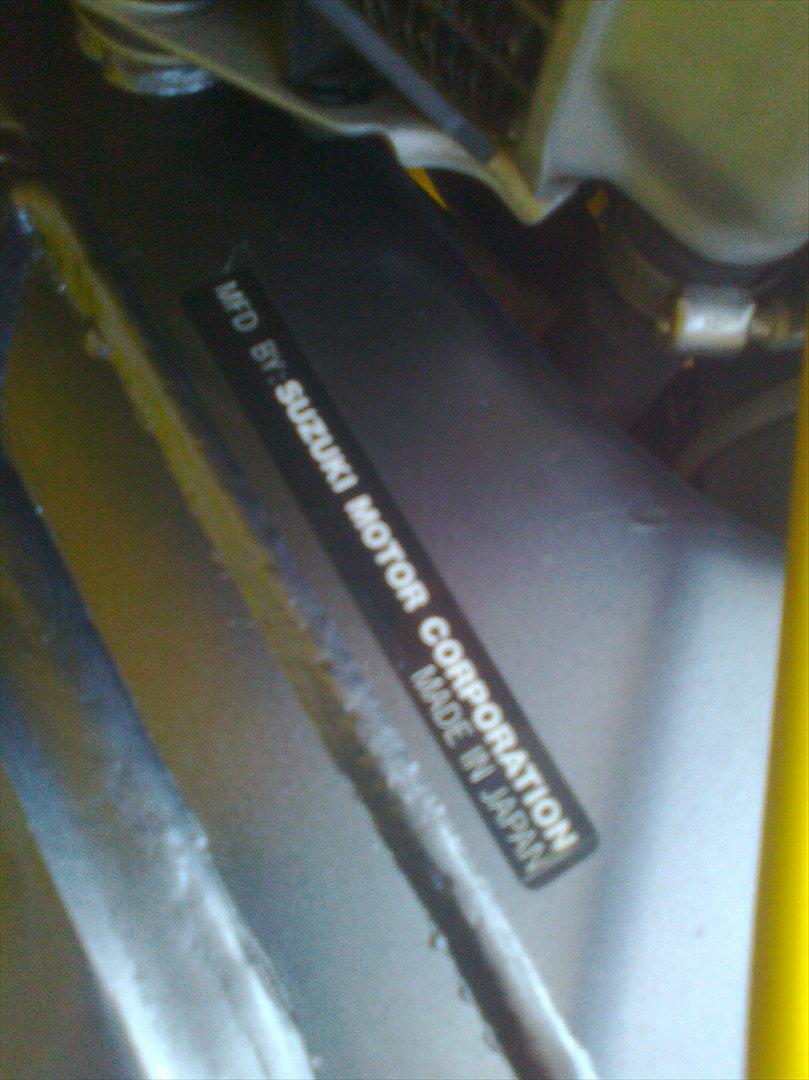 MFD BY:SUZUKI MOTOR CORPORATION
MADE IN JAPAN